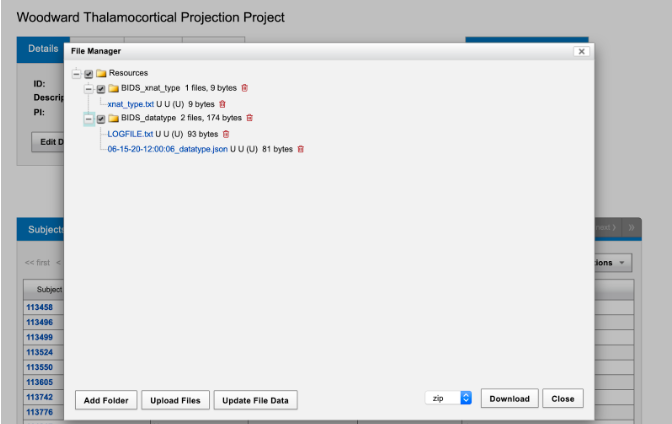 Woodward Thalamocortical Projection Project
Details
File Manager
Resources
BIDS_xnat_type 1 files, 9 bytes
xnat_type.txt U U (U) 9 bytes
BIDS_datatype 2 files, 174 bytes
LOGFILE.txt U U (U) 93 bytes
06-15-20-12:00:06_datatype.json U U (U) 81 bytes
ID:
Descrip
PI:
Edit D
Subjects
<< first <
ions
Subject
113458
113496
113499
113524
113550
113605
113742
113776
Add Folder
Upload Files
Update File Data
zip
Download
Close